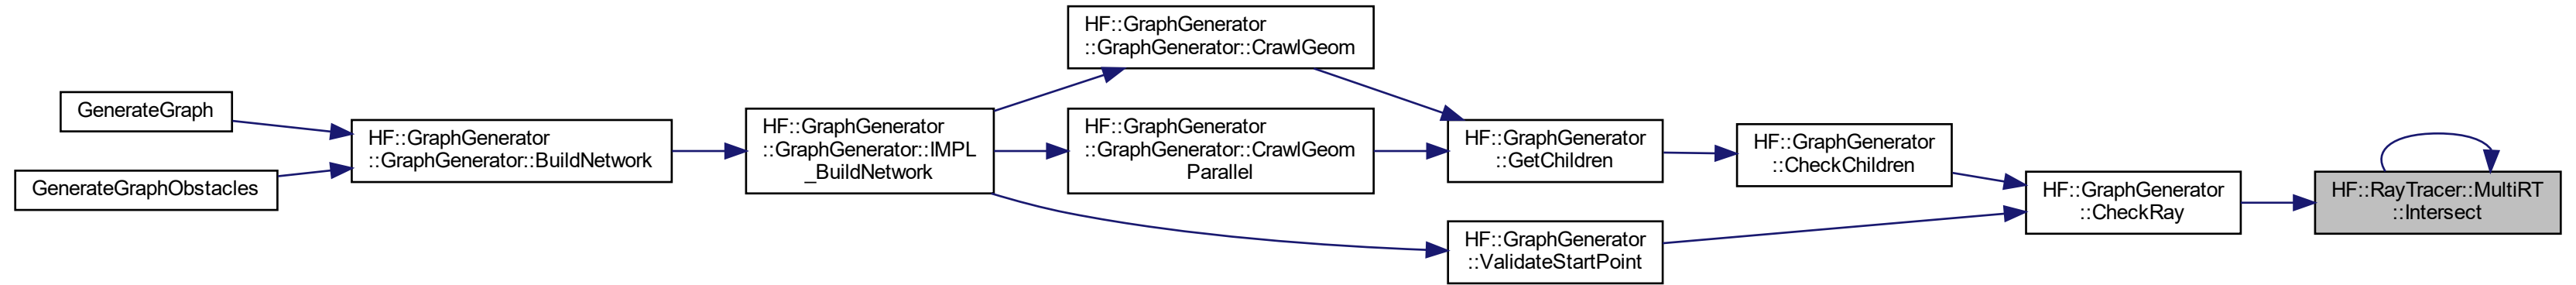 GenerateGraph
GenerateGraphObstacles
HF::GraphGenerator
::GraphGenerator::BuildNetwork
HF::GraphGenerator
::GraphGenerator::IMPL
_BuildNetwork
HF::GraphGenerator
::GraphGenerator::CrawlGeom
HF::GraphGenerator
::GraphGenerator::CrawlGeom
Parallel
HF::GraphGenerator
::GetChildren
HF::GraphGenerator
::ValidateStartPoint
HF::GraphGenerator
::CheckChildren
HF::GraphGenerator
::CheckRay
HF::RayTracer::MultiRT
::Intersect